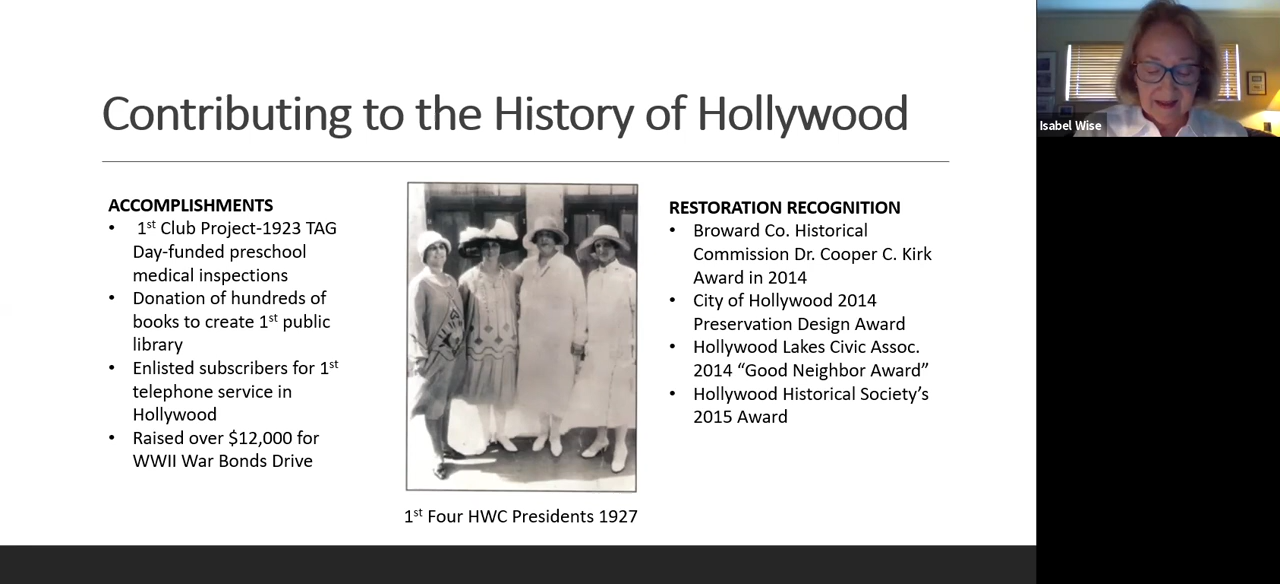 Contributing to the History of Hollywood
ACCOMPLISHMENTS
• 1st Club Project-1923 TAG
Day-funded preschool
medical inspections
• Donation of hundreds of
books to create 1st public
library
• Enlisted subscribers for 1st
telephone service in
Hollywood
• Raised over $12,000 for
WWII War Bonds Drive
1st Four HWC Presidents 1927
RESTORATION RECOGNITION
• Broward Co. Historical
Commission Dr. Cooper C. Kirk
Award in 2014
• City of Hollywood 2014
Preservation Design Award
• Hollywood Lakes Civic Assoc.
2014 “Good Neighbor Award”
• Hollywood Historical Society’s
2015 Award
Isabel Wise